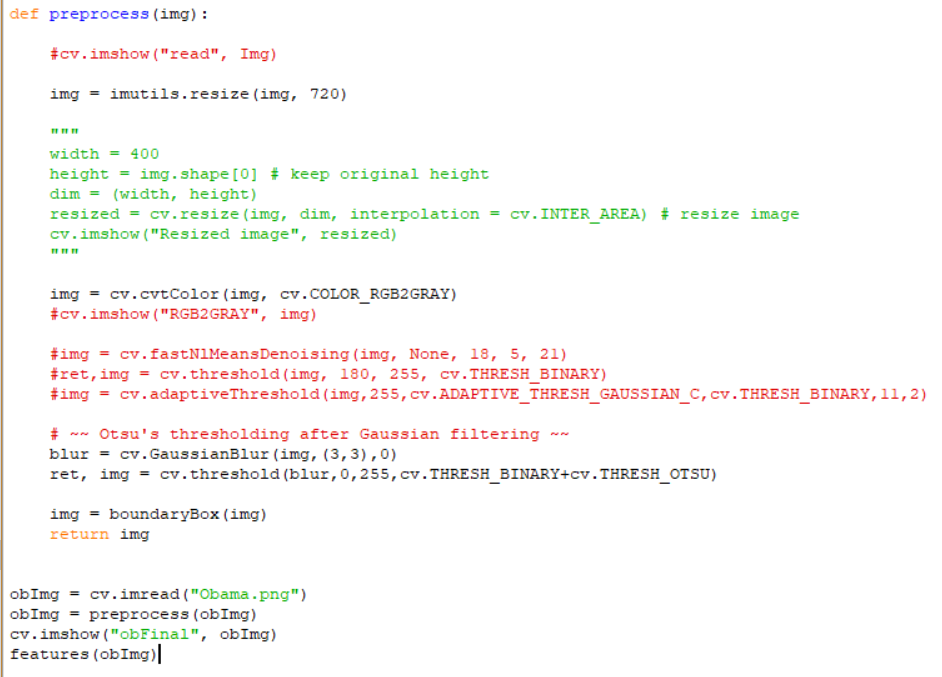 def preprocess(img):
    #cv.imshow("read", Img)
    img = imutils.resize(img, 720)
    """
    width = 400
    height = img.shape[0] # keep original height
    dim = (width, height)
    resized = cv.resize(img, dim, interpolation = cv.INTER_AREA) # resize image
    cv.imshow("Resized image", resized)
    """
    img = cv.cvtColor(img, cv.COLOR_RGB2GRAY)
    #cv.imshow("RGB2GRAY", img)
    #img = cv.fastNlMeansDenoising(img, None, 18, 5, 21)
    #ret,img = cv.threshold(img, 180, 255, cv.THRESH_BINARY)
    #img = cv.adaptiveThreshold(img,255,cv.ADAPTIVE_THRESH_GAUSSIAN_C,cv.THRESH_BINARY,11,2)
    # ~~ Otsu's thresholding after Gaussian filtering ~~
    blur = cv.GaussianBlur(img,(3,3),0)
    ret, img = cv.threshold(blur,0,255,cv.THRESH_BINARY+cv.THRESH_OTSU)
    img = boundaryBox(img)
    return img
obImg = cv.imread("Obama.png")
obImg = preprocess(obImg)
cv.imshow("obFinal", obImg)
features(obImg)